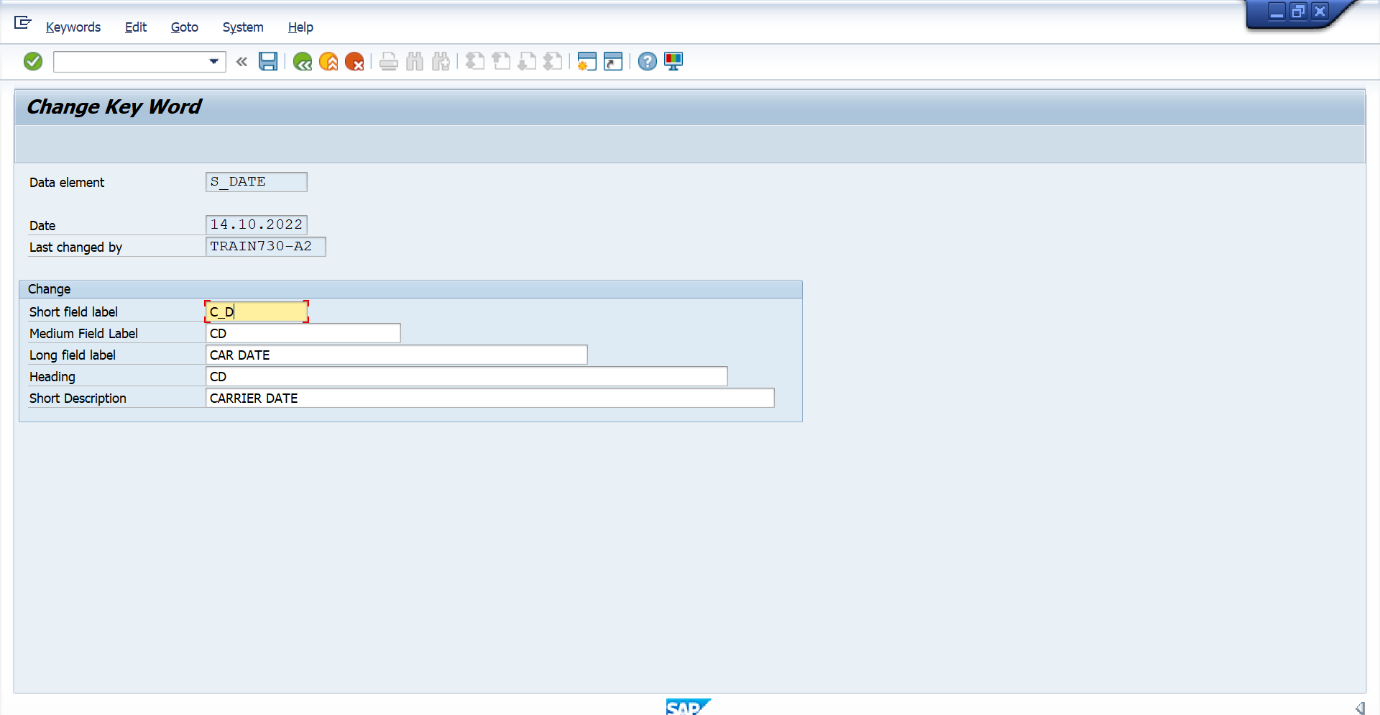 Keywords Edit Goto System Help
Change Key Word
Data element S_DATE
Date 14.10.2022
Last changed by TRAIN730-A2
Change
Short field label C_D
Medium Field Label CD
Long field label CAR DATE
Heading CD
Short Description CARRIER DATE
SAP